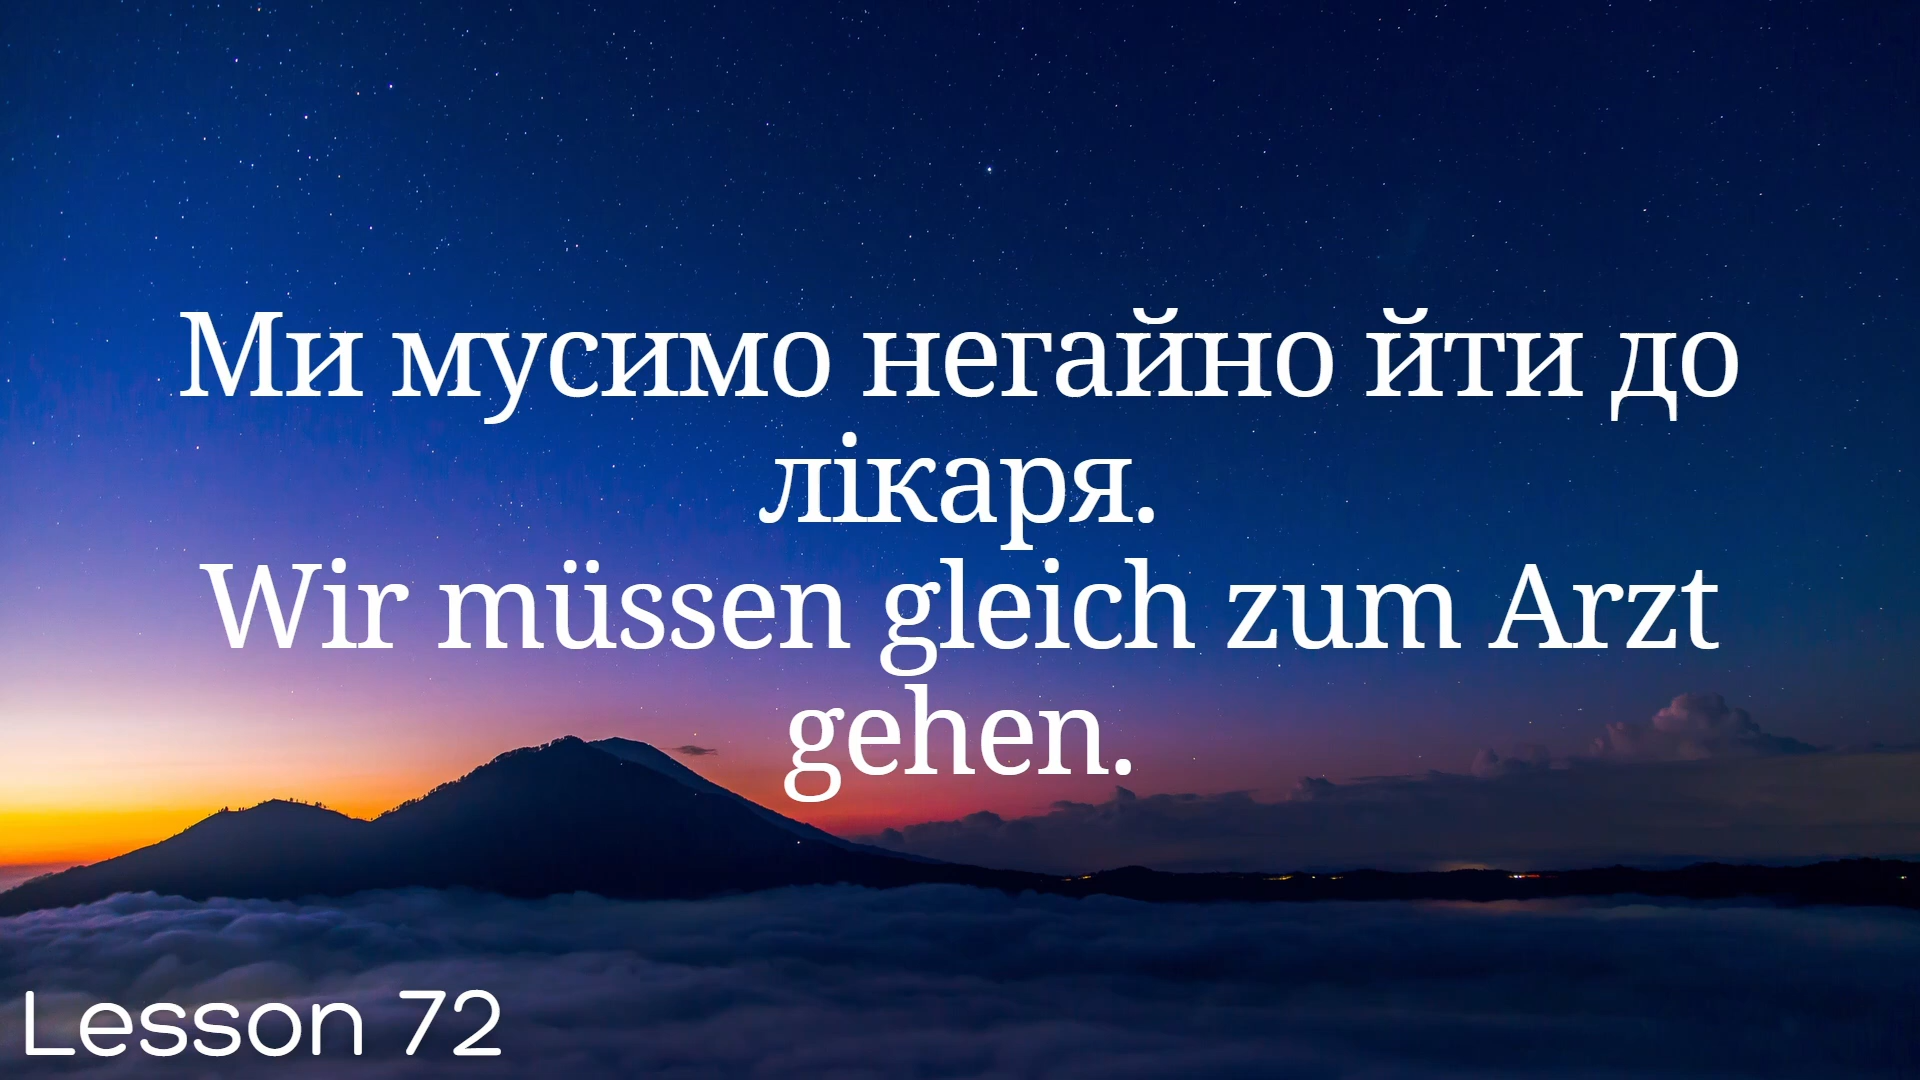 Ми мусимо негайно йти до
лікаря.
Wir müssen gleich zum Arzt
gehen.
Lesson 72